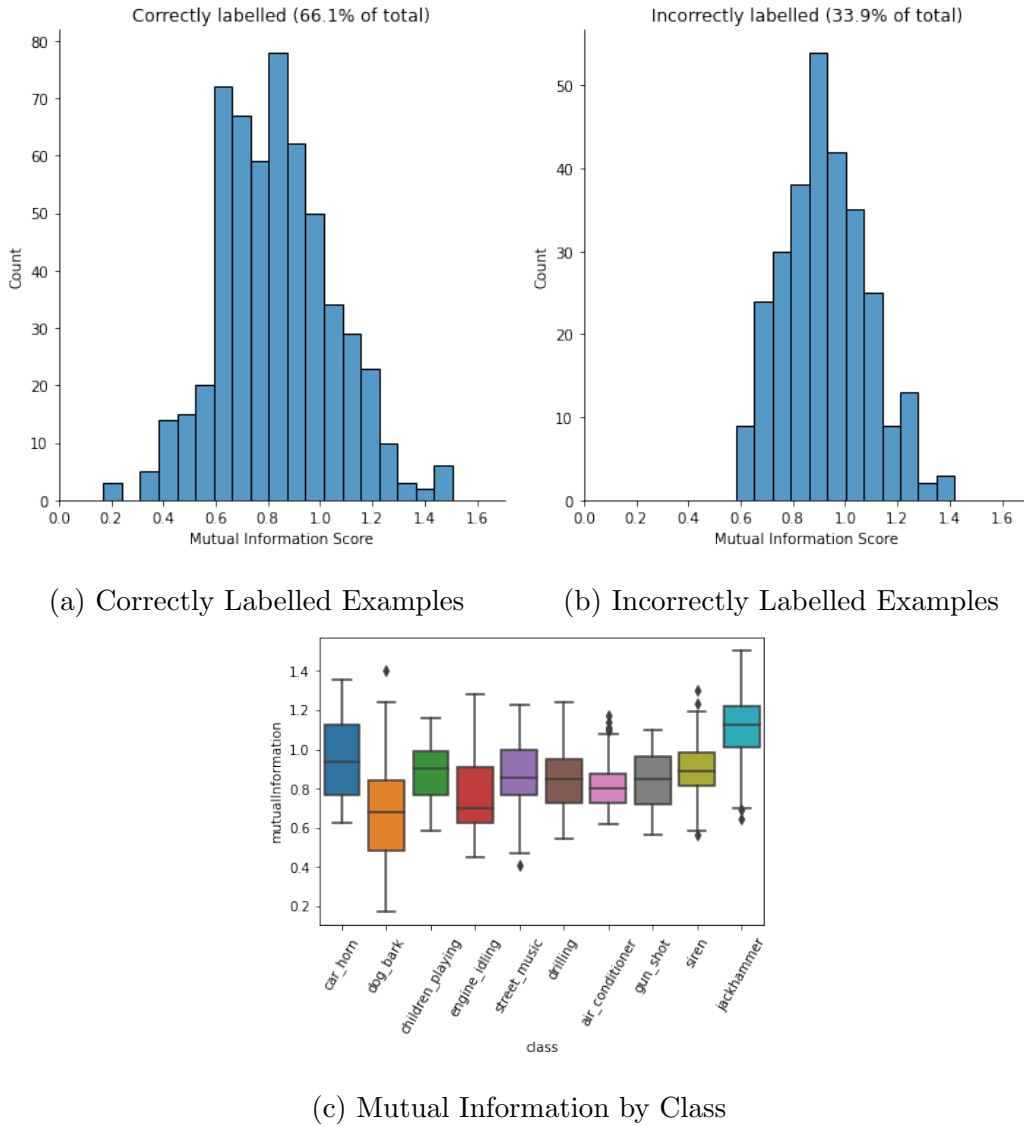 Correctly labelled (66.1% of total)
80
70
60
50
40
30
20
10
0
Count
0.0 0.2 0.4 0.6 0.8 1.0 1.2 1.4 1.6
Mutual Information Score
Incorrectly labelled (33.9% of total)
50
40
30
20
10
0
Count
0.0 0.2 0.4 0.6 0.8 1.0 1.2 1.4 1.6
Mutual Information Score
(a) Correctly Labelled Examples
(b) Incorrectly Labelled Examples
1.4
1.2
1.0
0.8
0.6
0.4
0.2
mutualInformation
car_horn
dog_bark
children_playing
engine_idling
street_music
drilling
air_conditioner
gun_shot
siren
jackhammer
class
(c) Mutual Information by Class